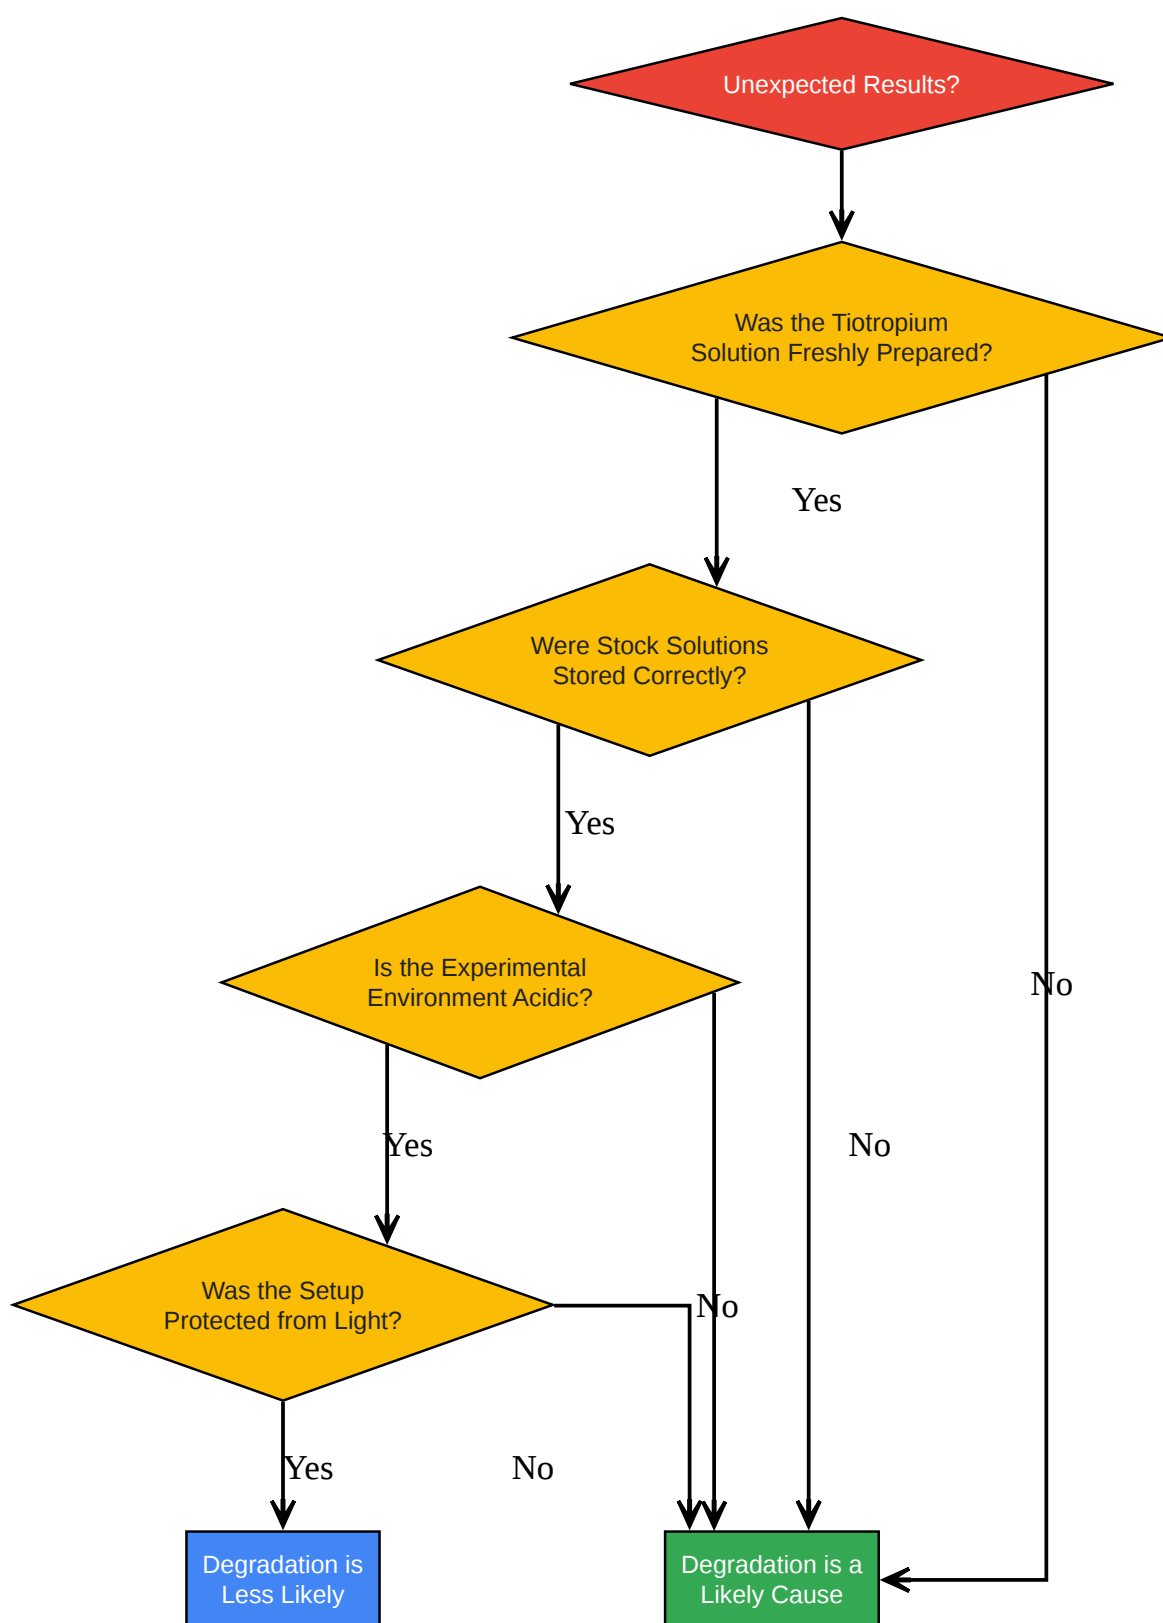 Unexpected Results?
Was the Tiotropium
Solution Freshly Prepared?
Yes
Were Stock Solutions
Stored Correctly?
Yes
Is the Experimental
Environment Acidic?
No
Yes
No
Was the Setup
Protected from Light?
No
Yes
No
Degradation is
Less Likely
Degradation is a
Likely Cause